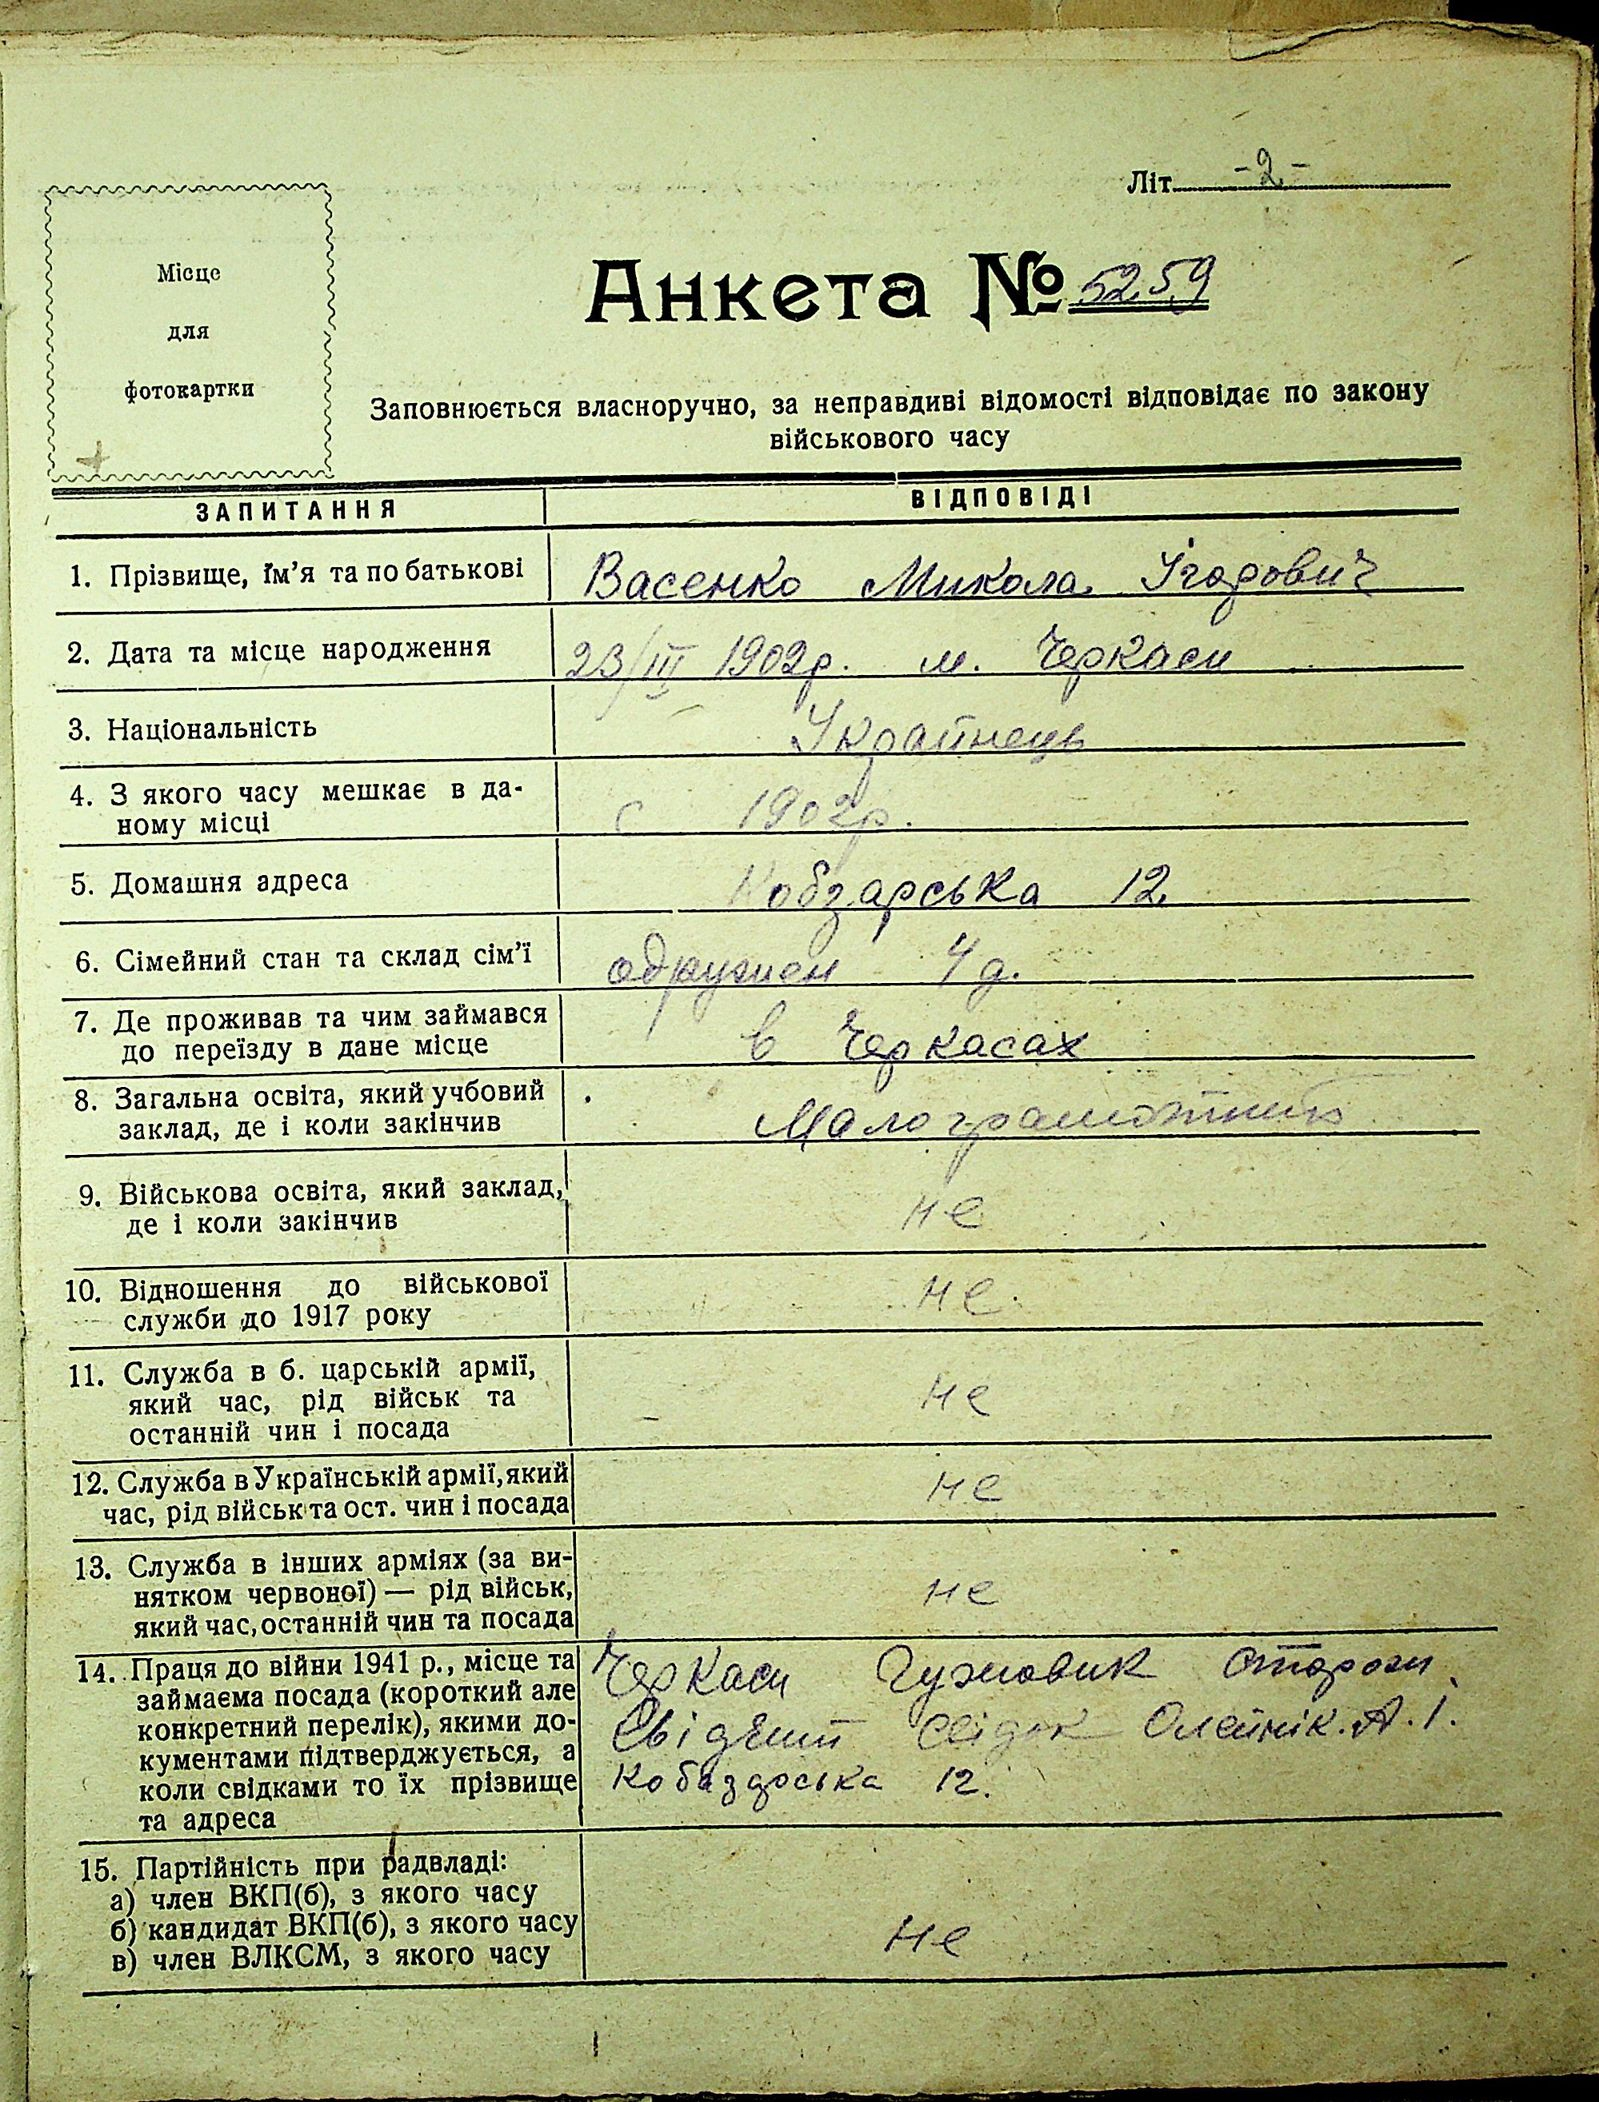 Літ. -2-
Місце
для
фотокартки
Анкета № 5259
Заповнюється власноручно, за неправдиві відомості відповідає по закону
військового часу
ЗАПИТАННЯ ВІДПОВІДІ
1. Прізвище, ім'я та по батькові Васенко Микола
2. Дата та місце народження 23/III 1902р. м. Черкаси
3. Національність Українець
4. З якого часу мешкає в да-
ному місці с 1902р.
5. Домашня адреса Кобзарська 12.
6. Сімейний стан та склад сім'ї одружен 4 д.
7. Де проживав та чим займався
до переїзду в дане місце в Черкасах
8. Загальна освіта, який учбовий
заклад, де і коли закінчив Малограмотний
9. Військова освіта, який заклад,
де і коли закінчив не
10. Відношення до військової
служби до 1917 року не
11. Служба в б. царській армії,
який час, рід військ та
останній чин і посада не
12. Служба в Українській армії, який
час, рід військ та ост. чин і посада не
13. Служба в інших арміях (за ви-
нятком червоної) — рід військ,
який час, останній чин та посада не
14. Праця до війни 1941 р., місце та
займаєма посада (короткий але
конкретний перелік), якими до-
кументами підтверджується, а
коли свідками то їх прізвище
та адреса
Черкаси Гужовик сторож
свідок Олейнік. А. І.
12.
15. Партійність при радвладі:
а) член ВКП(б), з якого часу
б) кандидат ВКП(б), з якого часу
в) член ВЛКСМ, з якого часу
не